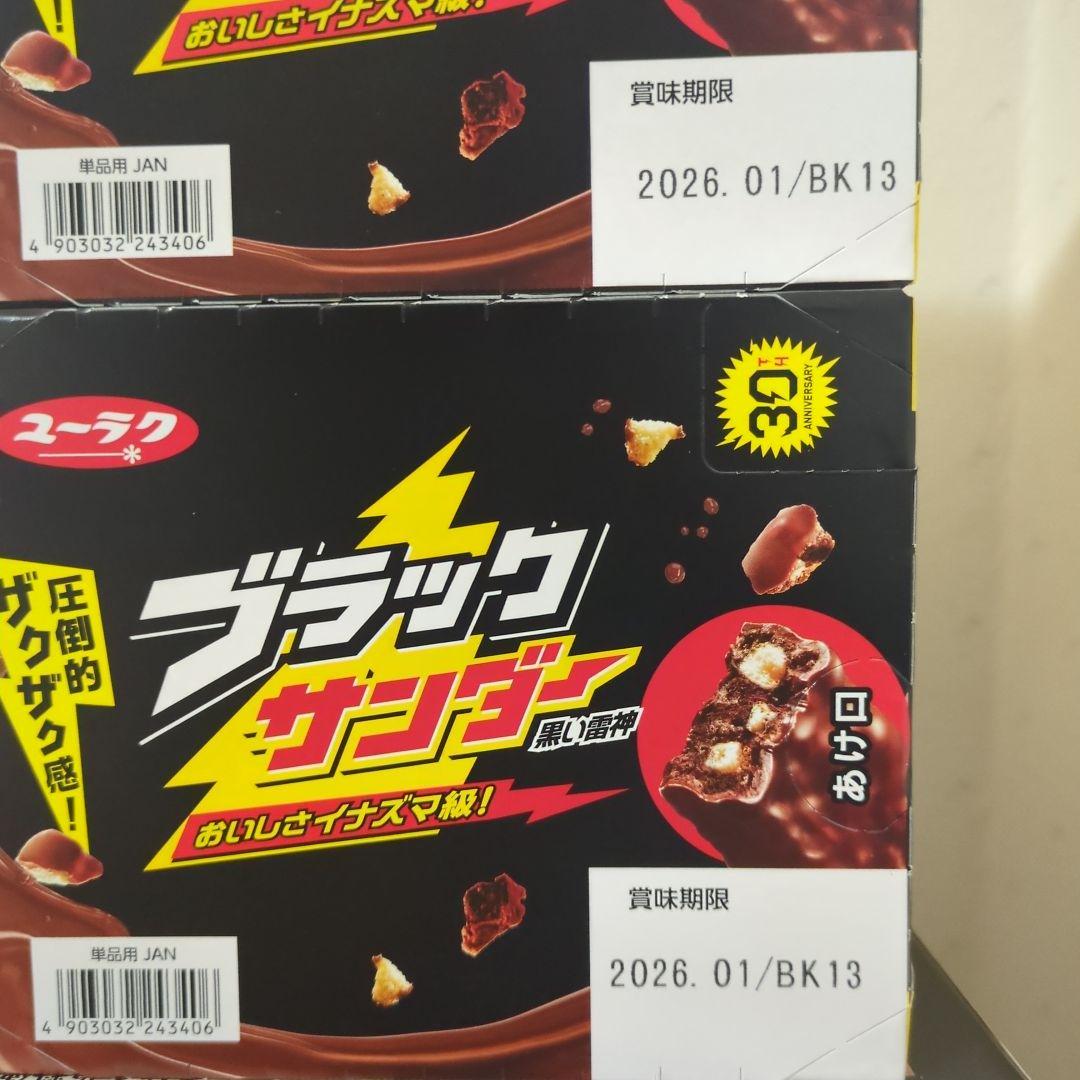 ！
おいしさイナズマ級！
賞味期限
2026. 01/BK13
単品用 JAN
4 903032 243406
30TH
ANNIVERSARY
ユーラク
ブラック
サンダー
黒い雷神
圧倒的
ザクザク感！
おいしさイナズマ級！
あけ口
賞味期限
2026. 01/BK13
単品用 JAN
4 903032 243406